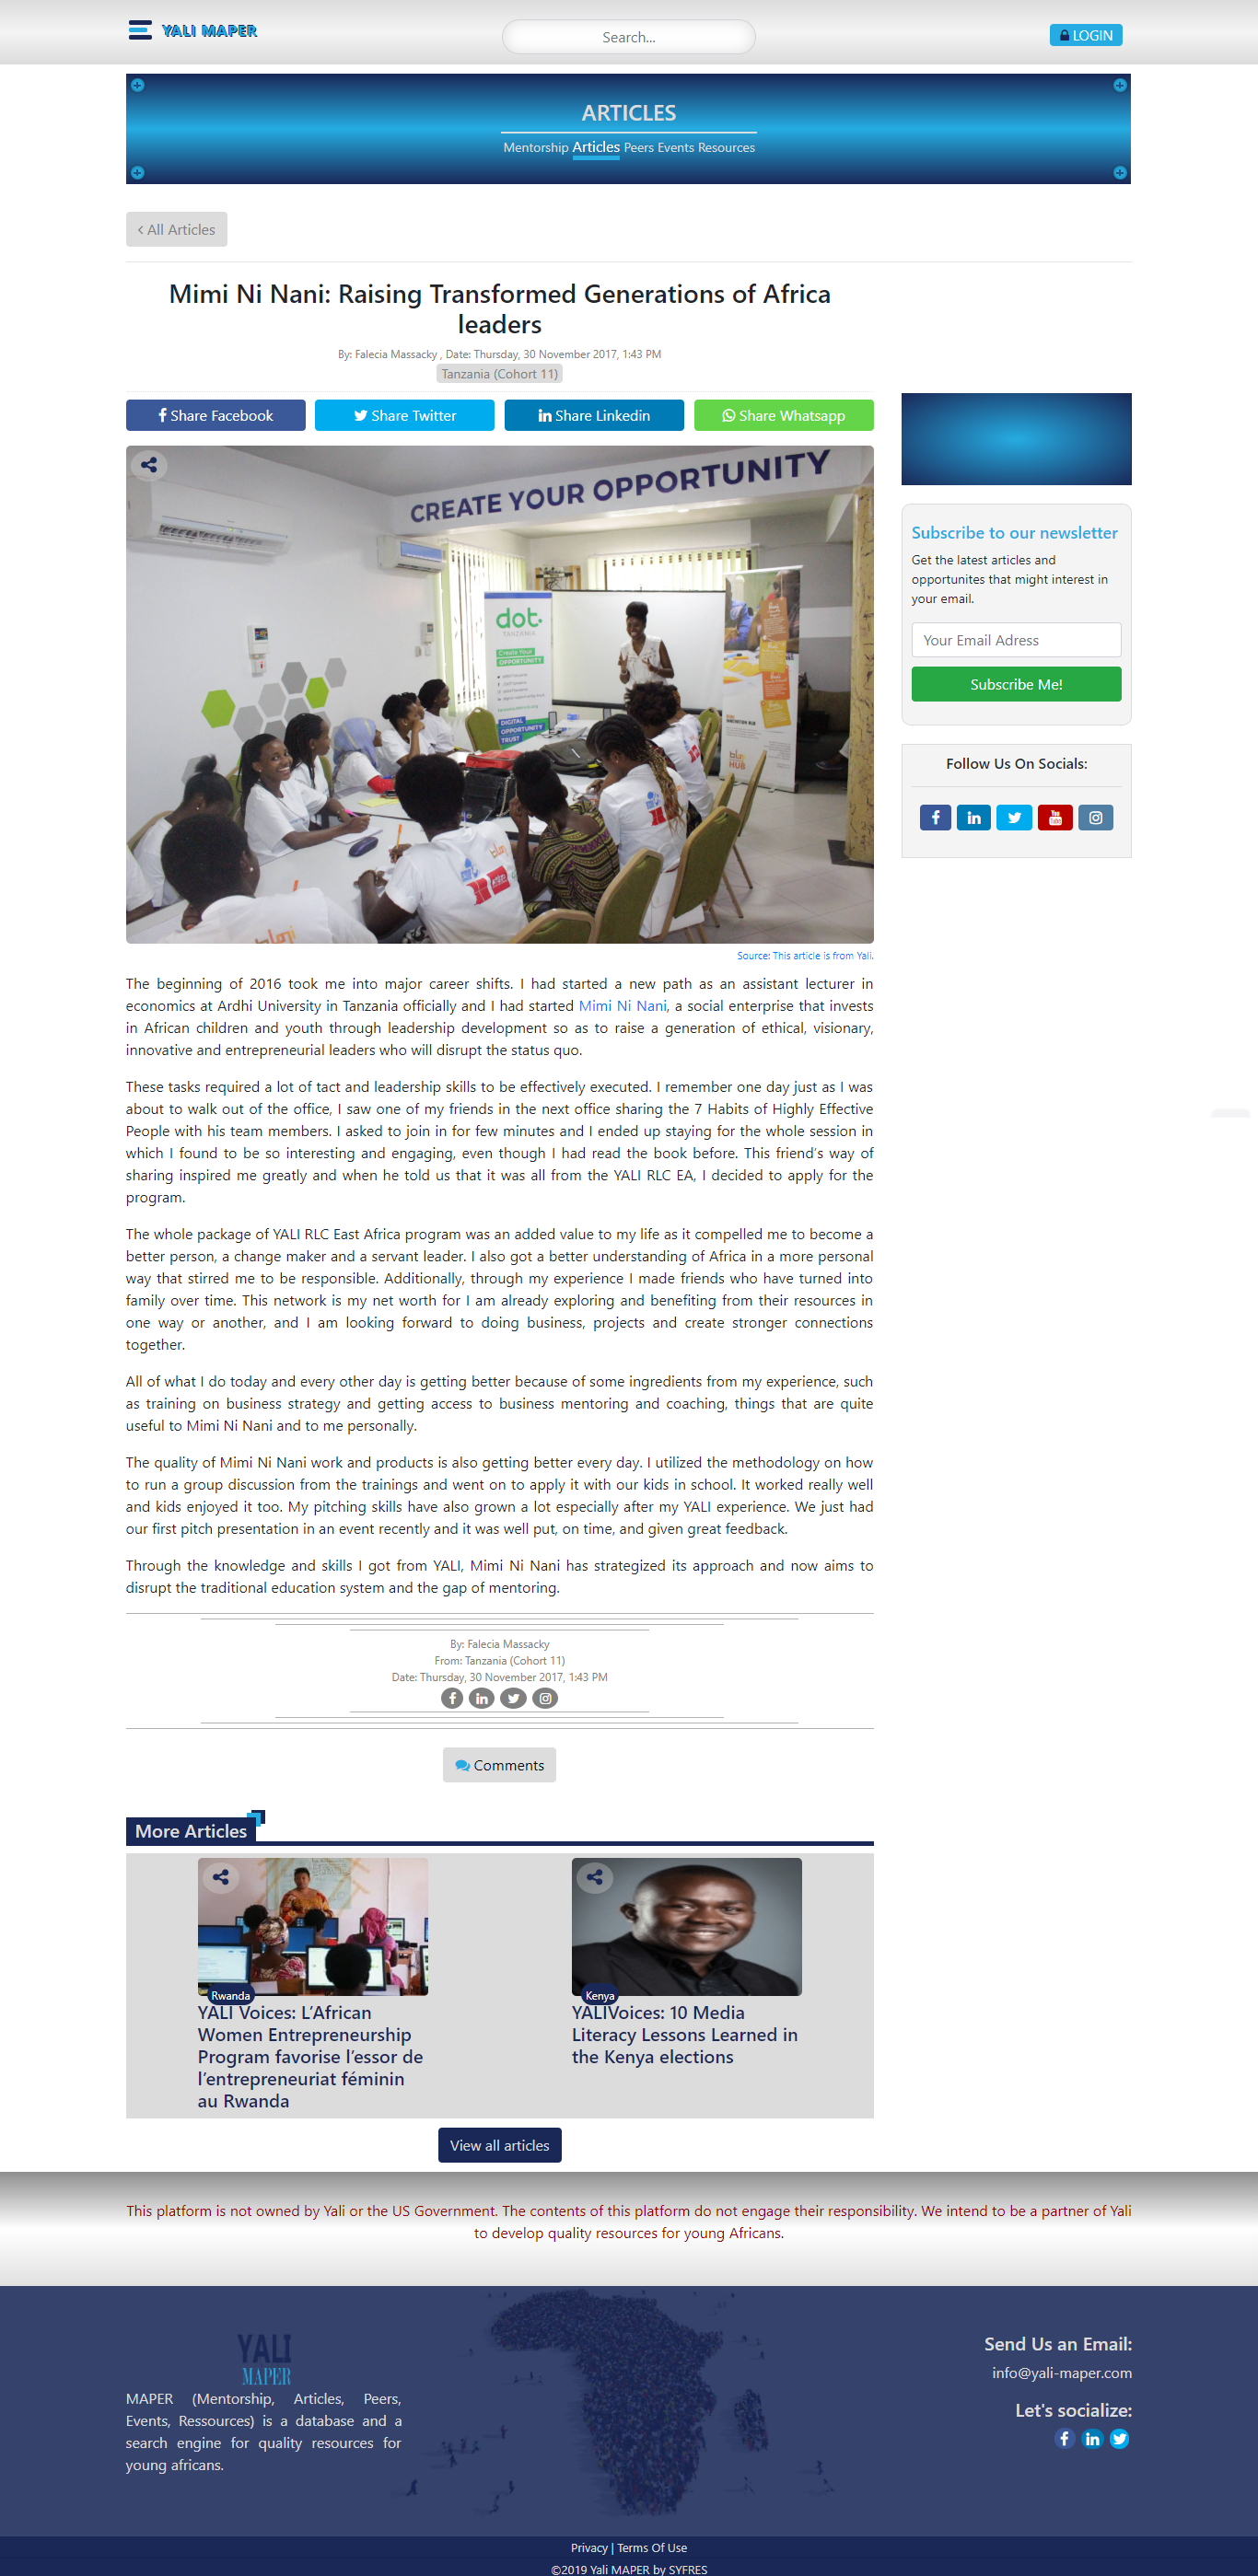 YALI MAPER
Search...
LOGIN
ARTICLES
Mentorship Articles Peers Events Resources
‹ All Articles
Mimi Ni Nani: Raising Transformed Generations of Africa
leaders
By: Falecia Massacky , Date: Thursday, 30 November 2017, 1:43 PM
Tanzania (Cohort 11)
Share Facebook
Share Twitter
Share Linkedin
Share Whatsapp
CREATE YOUR OPPORTUNITY
dot.
TANZANIA
Create Your
OPPORTUNITY
DIGITAL
OPPORTUNITY
TRUST
HUB
Source: This article is from Yali.
Subscribe to our newsletter
Get the latest articles and
opportunites that might interest in
your email.
Your Email Adress
Subscribe Me!
Follow Us On Socials:
The beginning of 2016 took me into major career shifts. I had started a new path as an assistant lecturer in
economics at Ardhi University in Tanzania officially and I had started Mimi Ni Nani, a social enterprise that invests
in African children and youth through leadership development so as to raise a generation of ethical, visionary,
innovative and entrepreneurial leaders who will disrupt the status quo.
These tasks required a lot of tact and leadership skills to be effectively executed. I remember one day just as I was
about to walk out of the office, I saw one of my friends in the next office sharing the 7 Habits of Highly Effective
People with his team members. I asked to join in for few minutes and I ended up staying for the whole session in
which I found to be so interesting and engaging, even though I had read the book before. This friend's way of
sharing inspired me greatly and when he told us that it was all from the YALI RLC EA, I decided to apply for the
program.
The whole package of YALI RLC East Africa program was an added value to my life as it compelled me to become a
better person, a change maker and a servant leader. I also got a better understanding of Africa in a more personal
way that stirred me to be responsible. Additionally, through my experience I made friends who have turned into
family over time. This network is my net worth for I am already exploring and benefiting from their resources in
one way or another, and I am looking forward to doing business, projects and create stronger connections
together.
All of what I do today and every other day is getting better because of some ingredients from my experience, such
as training on business strategy and getting access to business mentoring and coaching, things that are quite
useful to Mimi Ni Nani and to me personally.
The quality of Mimi Ni Nani work and products is also getting better every day. I utilized the methodology on how
to run a group discussion from the trainings and went on to apply it with our kids in school. It worked really well
and kids enjoyed it too. My pitching skills have also grown a lot especially after my YALI experience. We just had
our first pitch presentation in an event recently and it was well put, on time, and given great feedback.
Through the knowledge and skills I got from YALI, Mimi Ni Nani has strategized its approach and now aims to
disrupt the traditional education system and the gap of mentoring.
By: Falecia Massacky
From: Tanzania (Cohort 11)
Date: Thursday, 30 November 2017, 1:43 PM
Comments
More Articles
Rwanda
YALI Voices: L'African
Women Entrepreneurship
Program favorise l'essor de
l'entrepreneuriat féminin
au Rwanda
Kenya
YALIVoices: 10 Media
Literacy Lessons Learned in
the Kenya elections
View all articles
This platform is not owned by Yali or the US Government. The contents of this platform do not engage their responsibility. We intend to be a partner of Yali
to develop quality resources for young Africans.
YALI
MAPER
MAPER (Mentorship, Articles, Peers,
Events, Ressources) is a database and a
search engine for quality resources for
young africans.
Send Us an Email:
info@yali-maper.com
Let's socialize:
Privacy | Terms Of Use
©2019 Yali MAPER by SYFRES